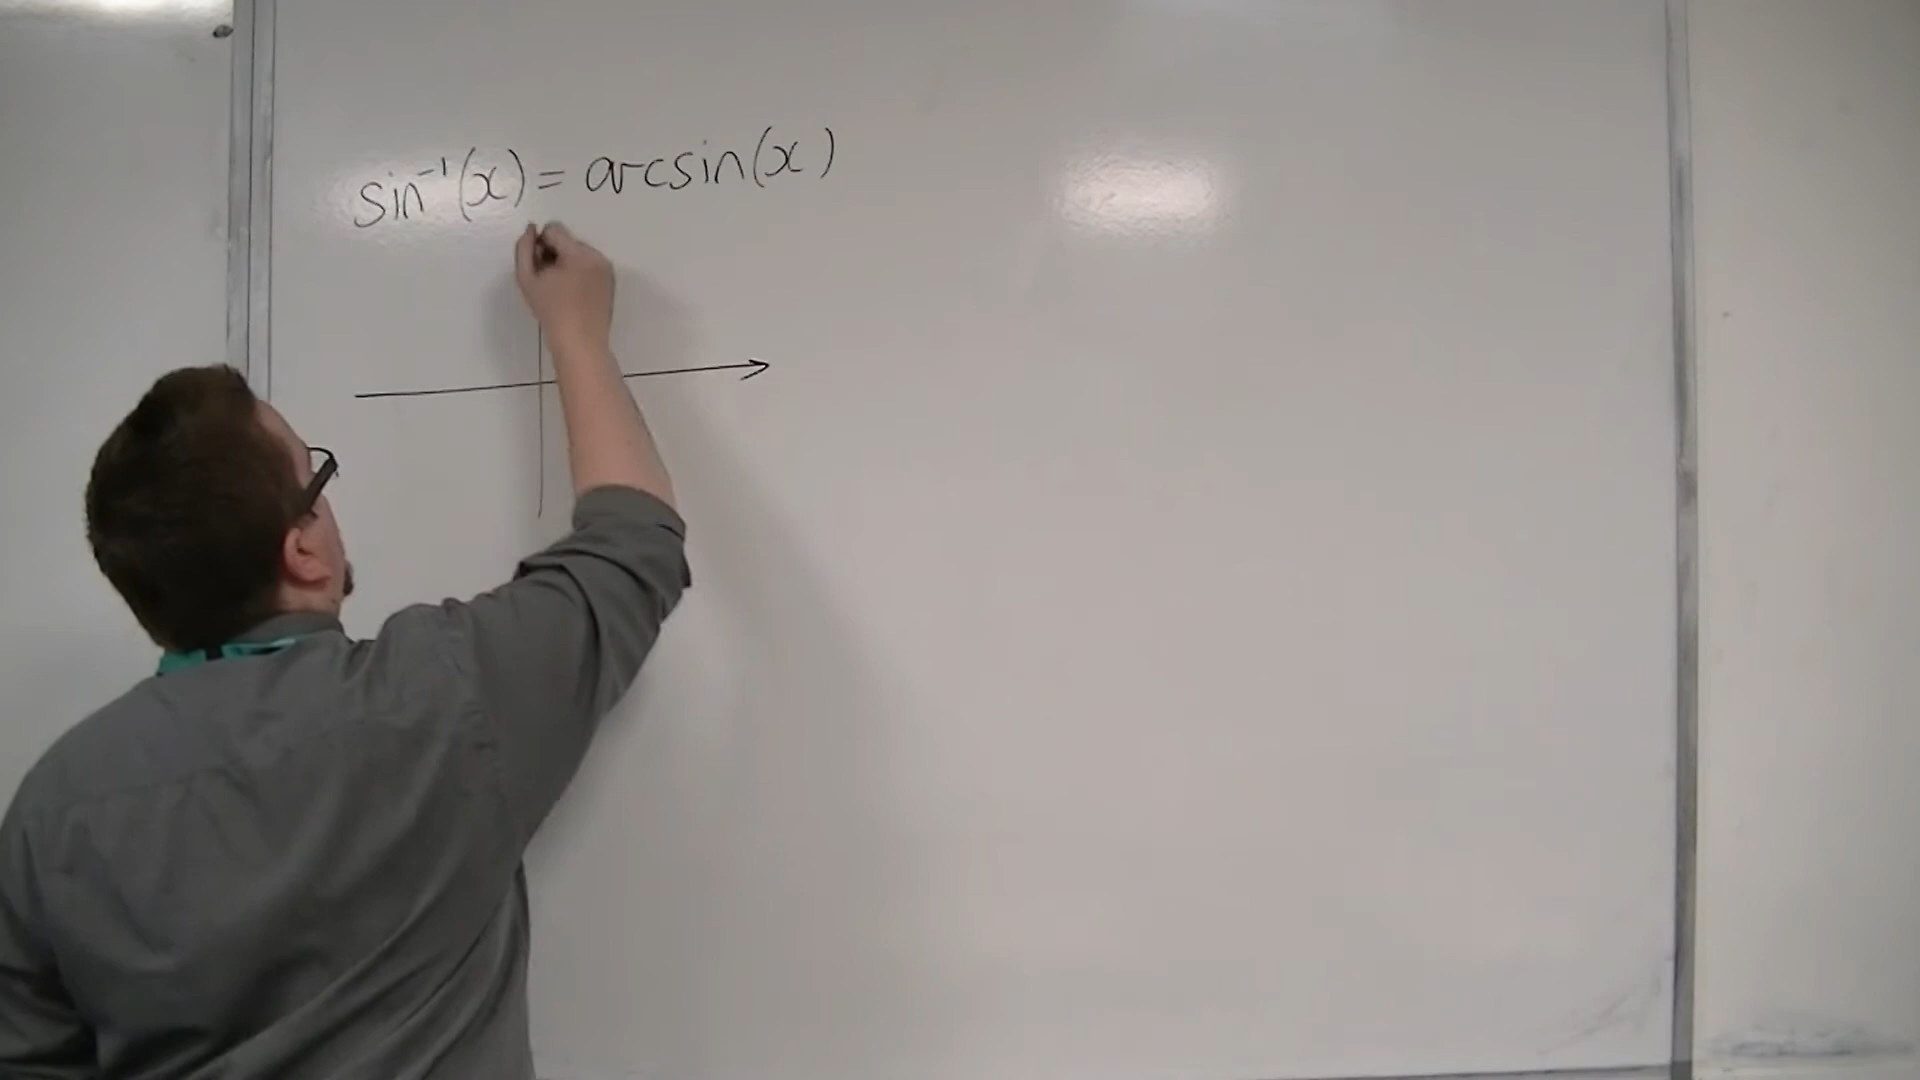 sin⁻¹(x) = arcsin(x)